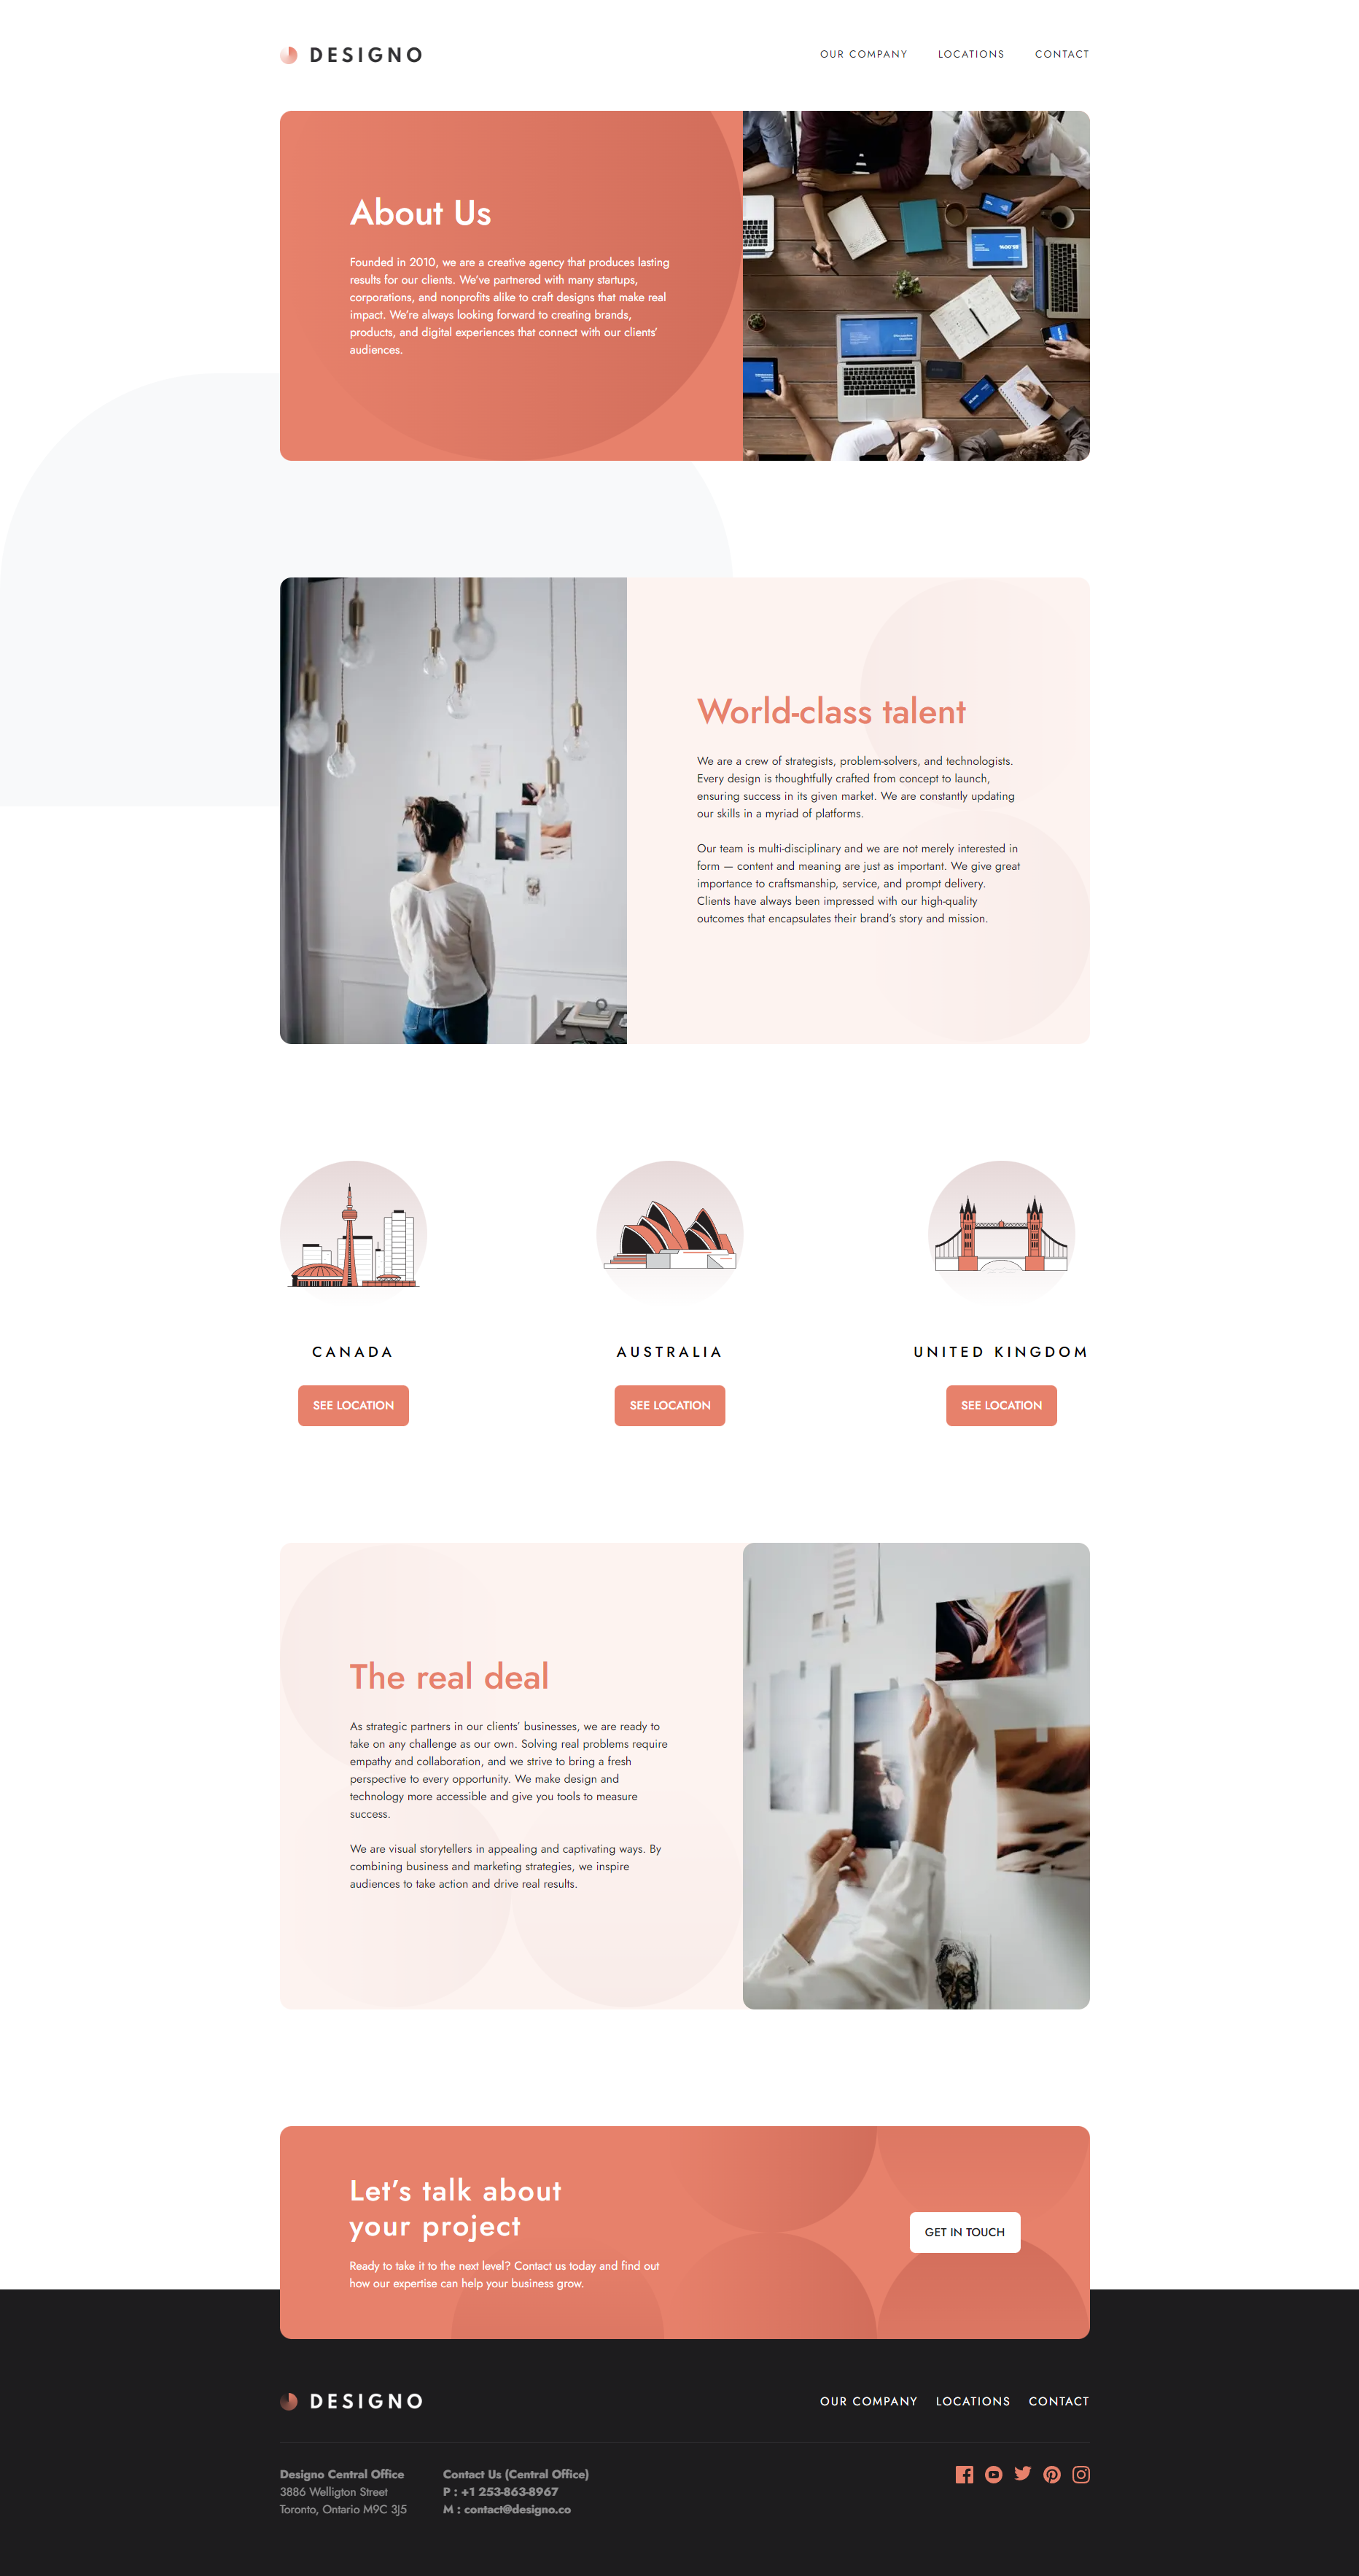 DESIGNO
OUR COMPANY
LOCATIONS
CONTACT
About Us
Founded in 2010, we are a creative agency that produces lasting
results for our clients. We've partnered with many startups,
corporations, and nonprofits alike to craft designs that make real
impact. We're always looking forward to creating brands,
products, and digital experiences that connect with our clients'
audiences.
World-class talent
We are a crew of strategists, problem-solvers, and technologists.
Every design is thoughtfully crafted from concept to launch,
ensuring success in its given market. We are constantly updating
our skills in a myriad of platforms.
Our team is multi-disciplinary and we are not merely interested in
form — content and meaning are just as important. We give great
importance to craftsmanship, service, and prompt delivery.
Clients have always been impressed with our high-quality
outcomes that encapsulates their brand's story and mission.
CANADA
SEE LOCATION
AUSTRALIA
SEE LOCATION
UNITED KINGDOM
SEE LOCATION
The real deal
As strategic partners in our clients' businesses, we are ready to
take on any challenge as our own. Solving real problems require
empathy and collaboration, and we strive to bring a fresh
perspective to every opportunity. We make design and
technology more accessible and give you tools to measure
success.
We are visual storytellers in appealing and captivating ways. By
combining business and marketing strategies, we inspire
audiences to take action and drive real results.
Let's talk about
your project
Ready to take it to the next level? Contact us today and find out
how our expertise can help your business grow.
GET IN TOUCH
DESIGNO
OUR COMPANY
LOCATIONS
CONTACT
Designo Central Office
3886 Welligton Street
Toronto, Ontario M9C 3J5
Contact Us (Central Office)
P : +1 253-863-8967
M : contact@designo.co